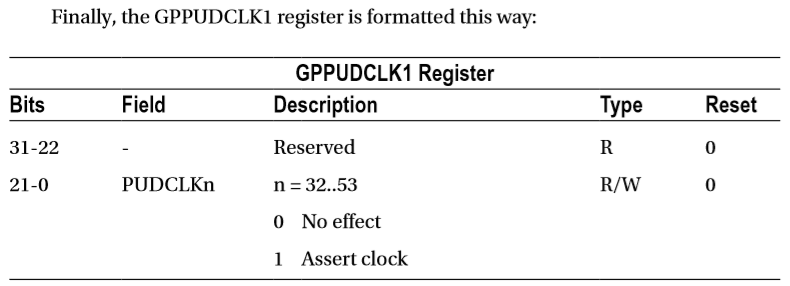 Finally, the GPPUDCLK1 register is formatted this way:
GPPUDCLK1 Register
Bits Field Description Type Reset
31-22 - Reserved R 0
21-0 PUDCLKn n = 32..53 R/W 0
0 No effect
1 Assert clock